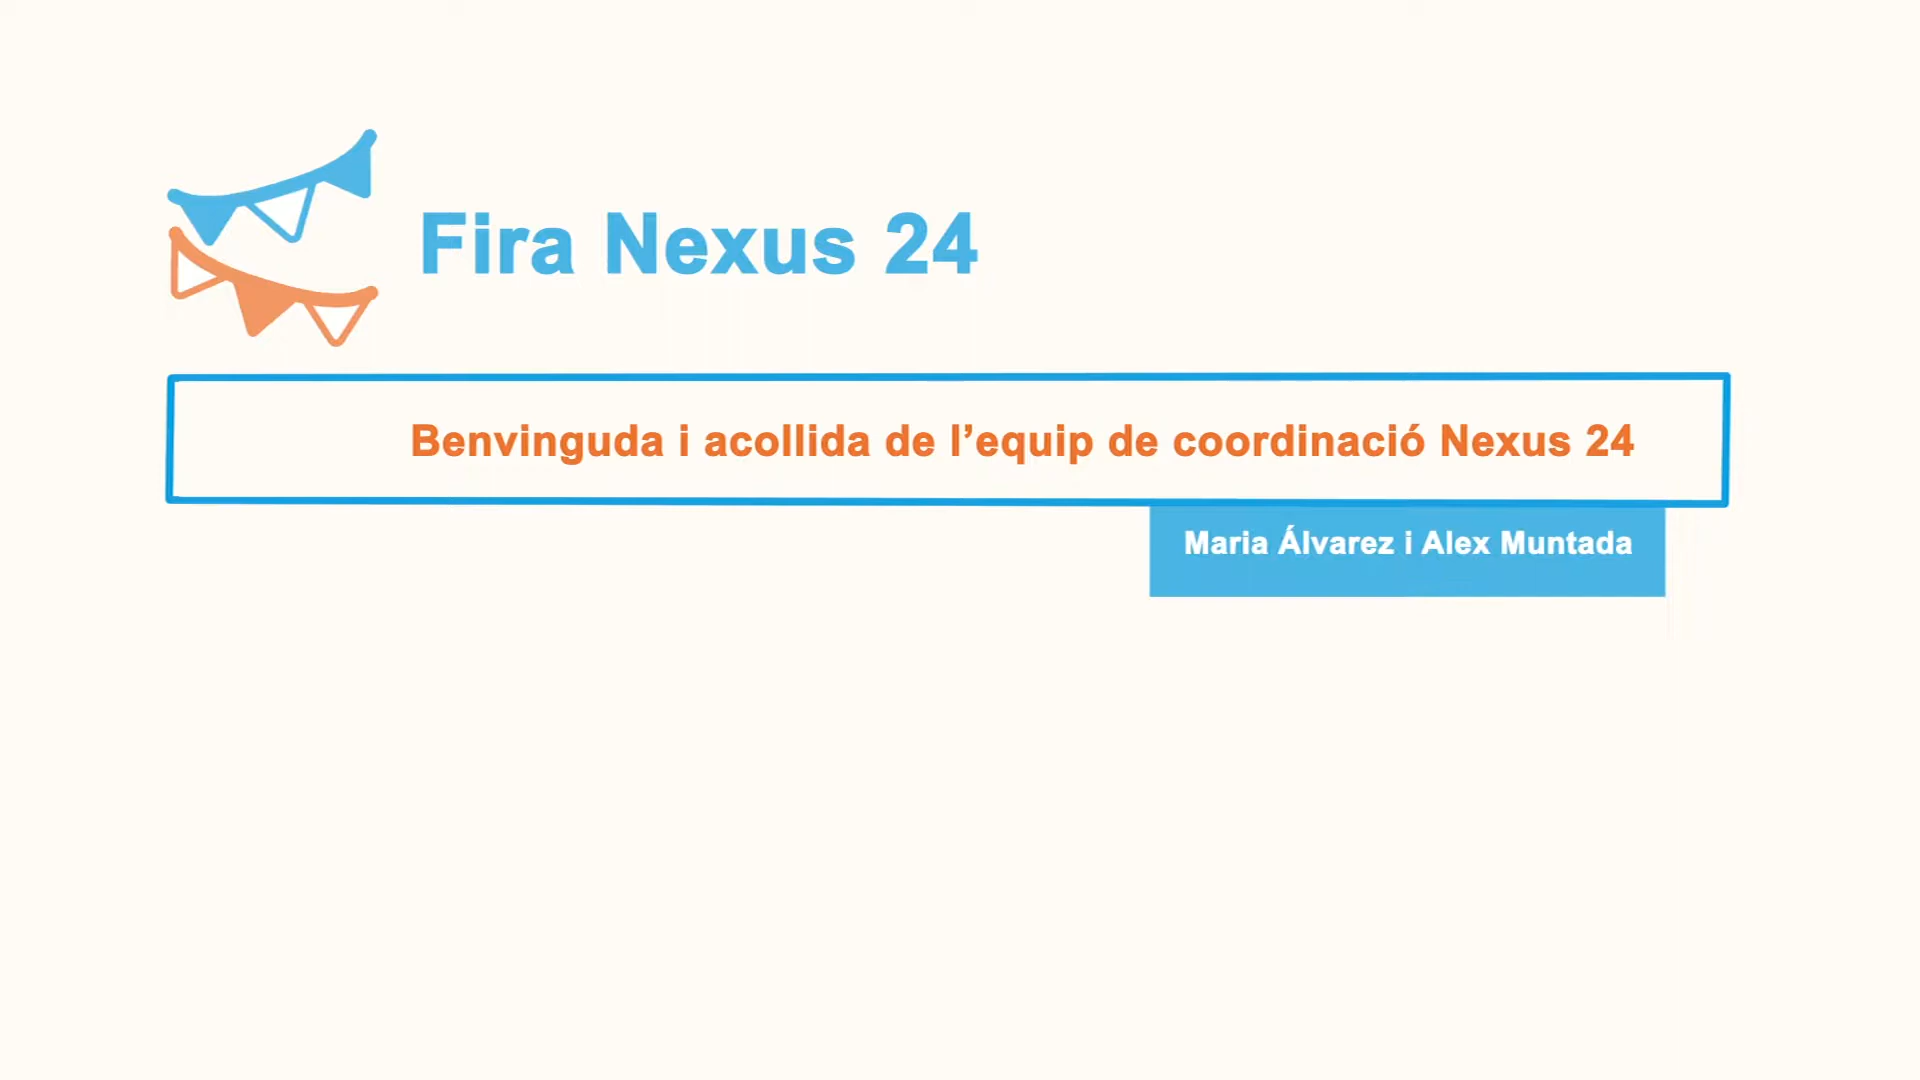 Fira Nexus 24
Benvinguda i acollida de l’equip de coordinació Nexus 24
Maria Álvarez i Alex Muntada